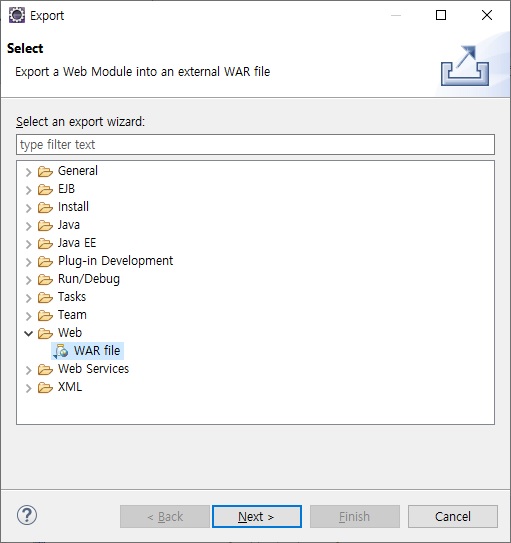 Export
Select
Export a Web Module into an external WAR file
Select an export wizard:
type filter text
General
EJB
Install
Java
Java EE
Plug-in Development
Run/Debug
Tasks
Team
Web
WAR file
Web Services
XML
?
< Back
Next >
Finish
Cancel